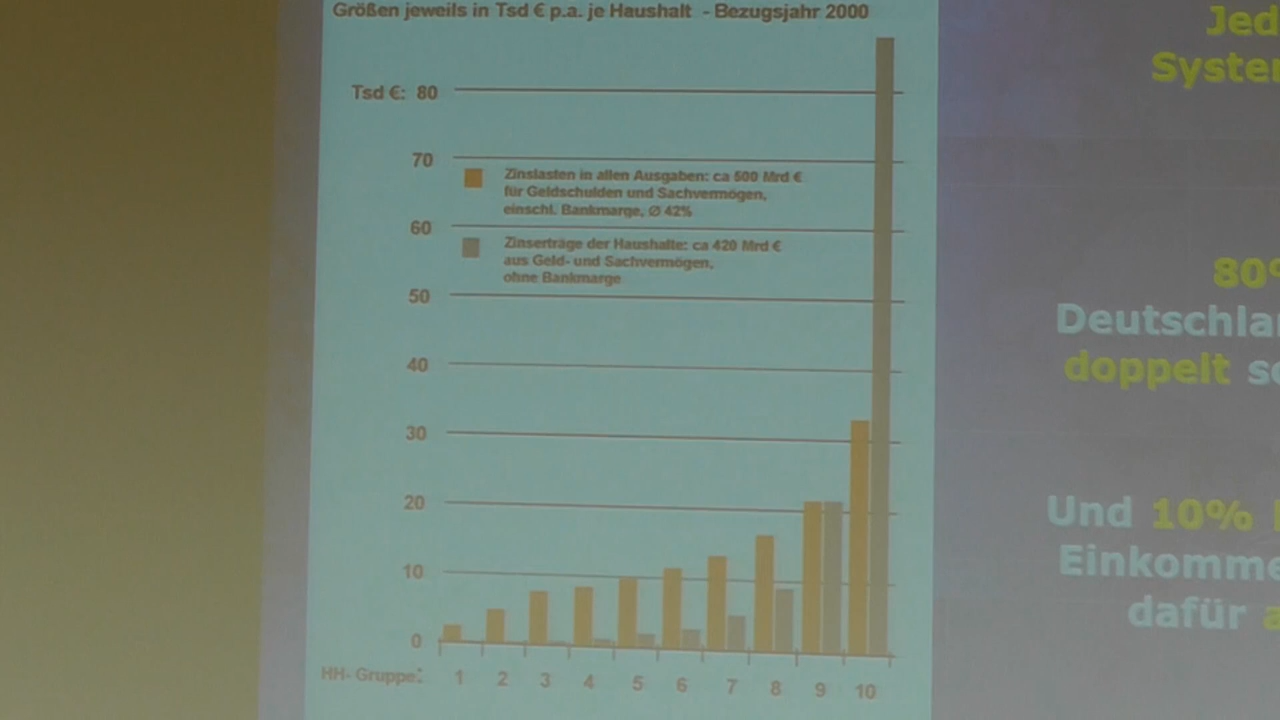 Größen jeweils in Tsd € p.a. je Haushalt - Bezugsjahr 2000
Tsd €: 80
70
Zinslasten in allen Ausgaben: ca 500 Mrd €
für Geldschulden und Sachvermögen,
einschl. Bankmarge, Ø 42%
60
Zinserträge der Haushalte: ca 420 Mrd €
aus Geld- und Sachvermögen,
ohne Bankmarge
50
40
30
20
10
0
HH- Gruppe:
1 2 3 4 5 6 7 8 9 10
Jed
System
80%
Deutschla
doppelt
Und 10%
Einkomme
dafür